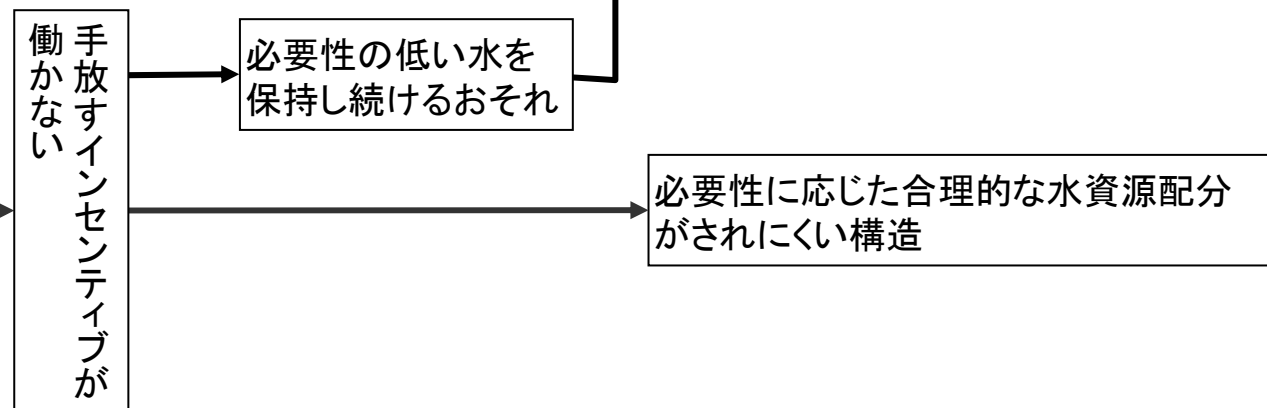 手放すインセンティブが
働かない
必要性の低い水を
保持し続けるおそれ
必要性に応じた合理的な水資源配分
がされにくい構造